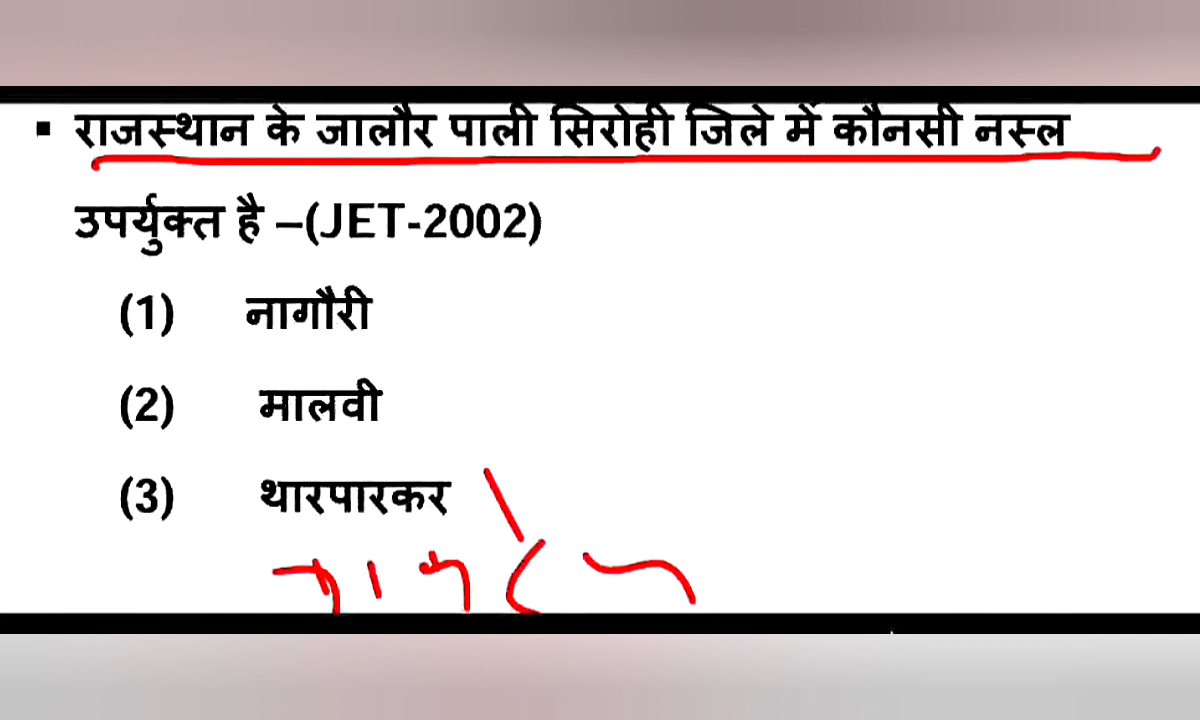 ▪ राजस्थान के जालौर पाली सिरोही जिले में कौनसी नस्ल
उपर्युक्त है –(JET-2002)
(1) नागौरी
(2) मालवी
(3) थारपारकर